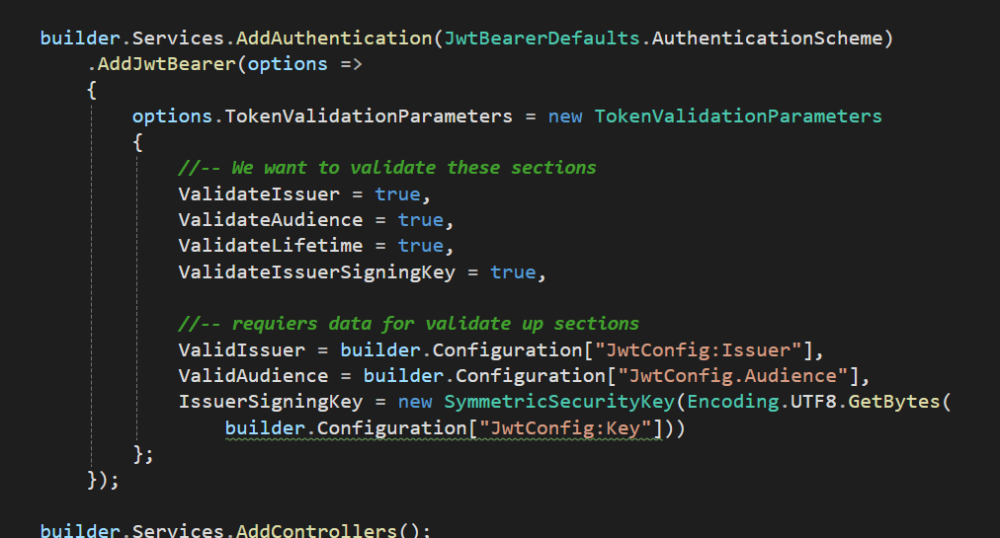 builder.Services.AddAuthentication(JwtBearerDefaults.AuthenticationScheme)
.AddJwtBearer(options =>
{
options.TokenValidationParameters = new TokenValidationParameters
{
//-- We want to validate these sections
ValidateIssuer = true,
ValidateAudience = true,
ValidateLifetime = true,
ValidateIssuerSigningKey = true,
//-- requiers data for validate up sections
ValidIssuer = builder.Configuration["JwtConfig:Issuer"],
ValidAudience = builder.Configuration["JwtConfig.Audience"],
IssuerSigningKey = new SymmetricSecurityKey(Encoding.UTF8.GetBytes(
builder.Configuration["JwtConfig:Key"]))
};
});
builder.Services.AddControllers();